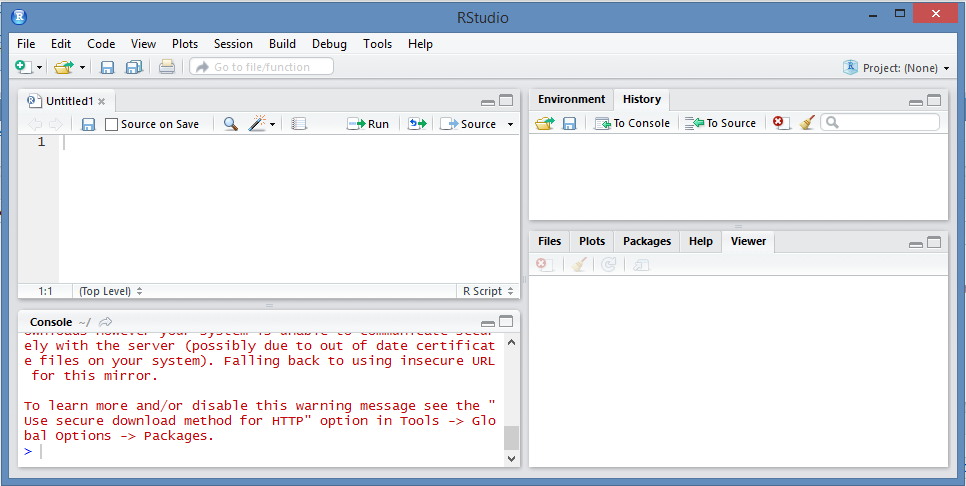 RStudio
File Edit Code View Plots Session Build Debug Tools Help
Go to file/function
Project: (None)
Untitled1
Source on Save
Run
Source
1
1:1
(Top Level)
R Script
Console ~/
ownloads however your system is unable to communicate secur
ely with the server (possibly due to out of date certificat
e files on your system). Falling back to using insecure URL
for this mirror.
To learn more and/or disable this warning message see the "
Use secure download method for HTTP" option in Tools -> Glo
bal Options -> Packages.
>
Environment History
To Console
To Source
Files Plots Packages Help Viewer